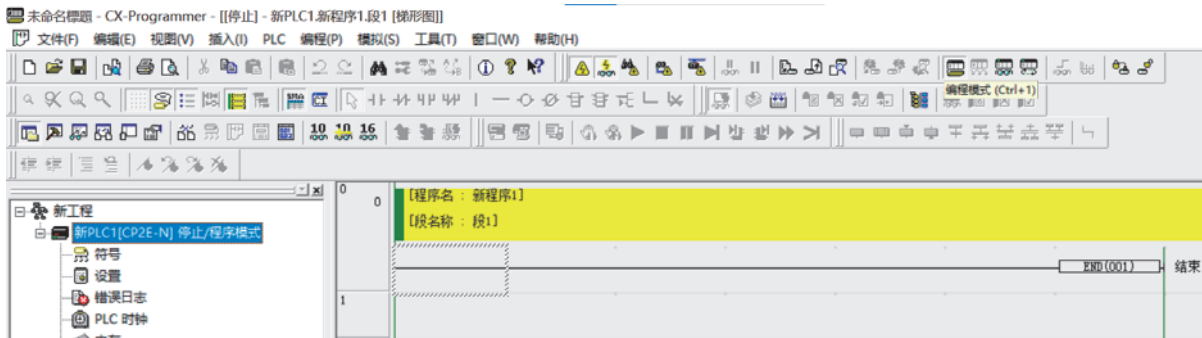 未命名標題 - CX-Programmer - [[停止] - 新PLC1.新程序1.段1 [梯形图]]
文件(F) 编辑(E) 视图(V) 插入(I) PLC 编程(P) 模拟(S) 工具(T) 窗口(W) 帮助(H)
编程模式 (Ctrl+1)
10 10 16
0
0
[程序名 : 新程序1]
[段名称 : 段1]
新工程
新PLC1[CP2E-N] 停止/程序模式
符号
END(001) 结束
设置
错误日志
1
PLC 时钟